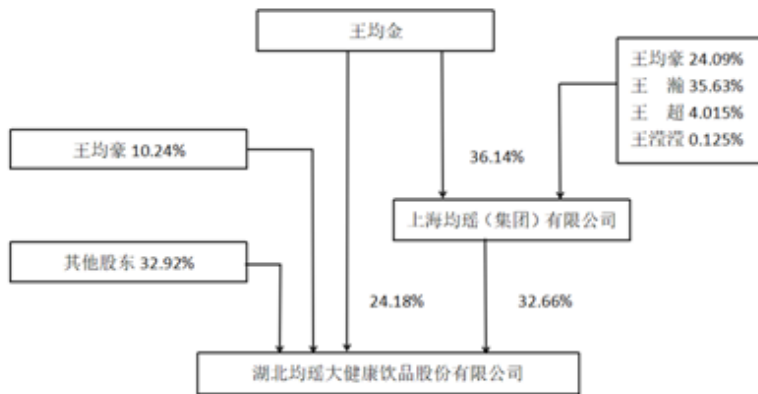 王均金
王均豪 24.09%
王 瀚 35.63%
王 超 4.015%
王滢滢 0.125%
王均豪 10.24%
36.14%
上海均瑶（集团）有限公司
其他股东 32.92%
24.18%
32.66%
湖北均瑶大健康饮品股份有限公司